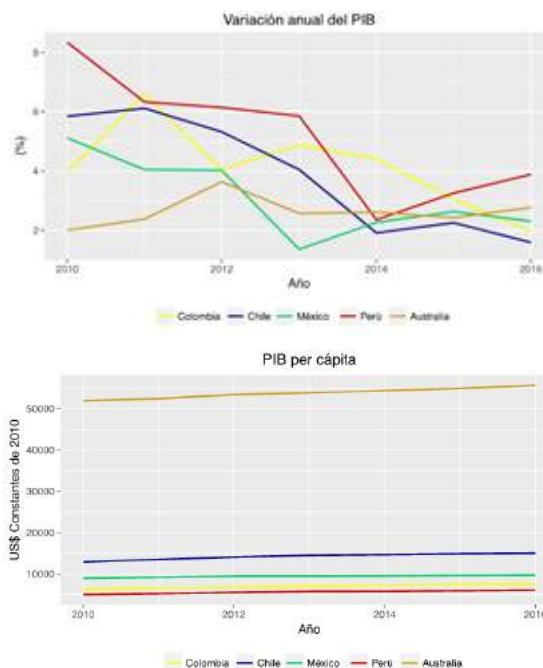 Variación anual del PIB
8
6
4
2
(%)
2010 2012 2014 2016
Año
Colombia Chile México Perú Australia
PIB per cápita
50000
40000
30000
20000
10000
US$ Constantes de 2010
2010 2012 2014 2016
Año
Colombia Chile México Perú Australia